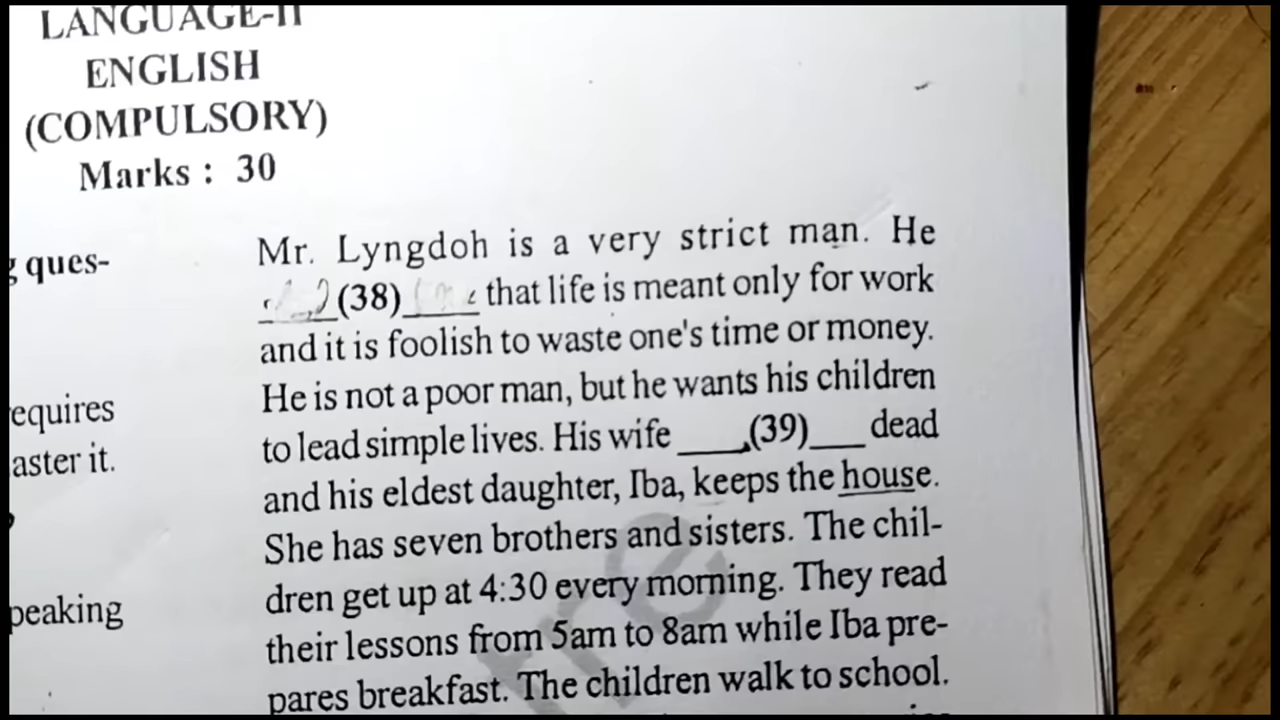 LANGUAGE-II
ENGLISH
(COMPULSORY)
Marks : 30
ques-
equires
aster it.
peaking
Mr. Lyngdoh is a very strict man. He
____(38)____ that life is meant only for work
and it is foolish to waste one's time or money.
He is not a poor man, but he wants his children
to lead simple lives. His wife ____(39)___ dead
and his eldest daughter, Iba, keeps the house.
She has seven brothers and sisters. The chil-
dren get up at 4:30 every morning. They read
their lessons from 5am to 8am while Iba pre-
pares breakfast. The children walk to school.